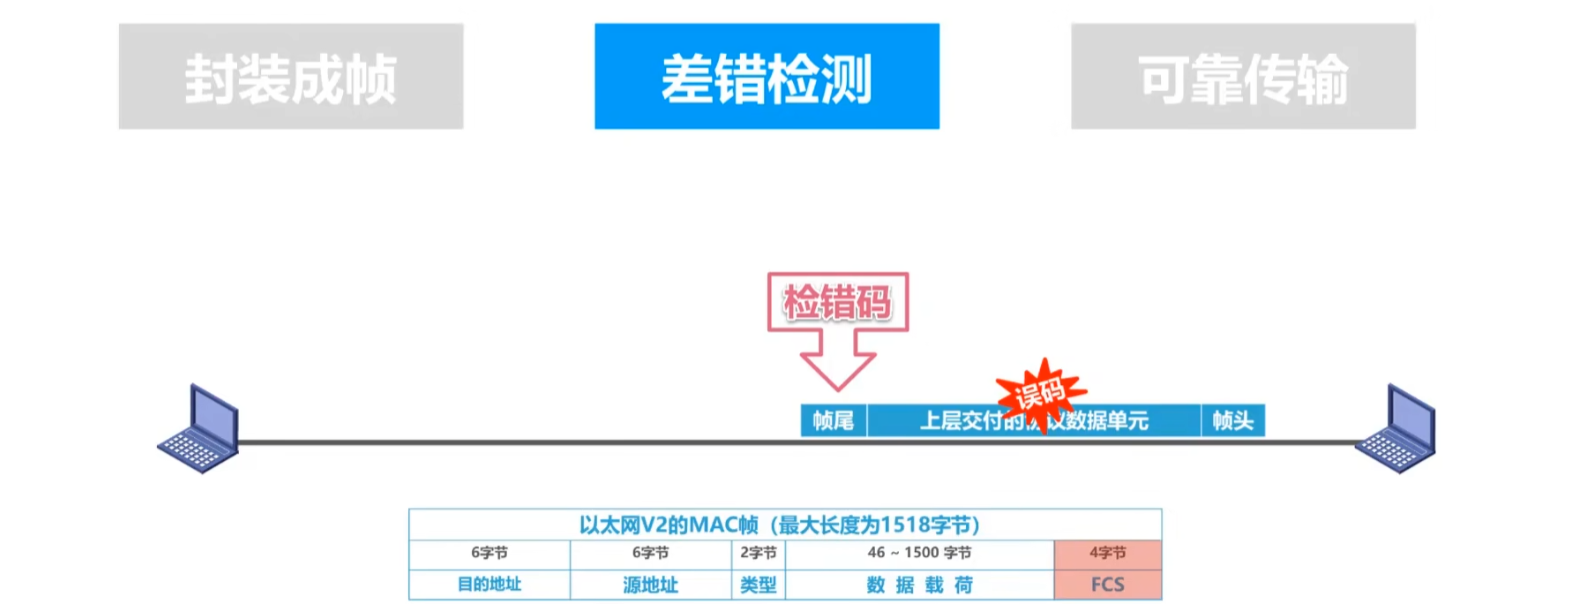 封装成帧
差错检测
可靠传输
检错码
误码
帧尾 上层交付的协议数据单元 帧头
以太网V2的MAC帧（最大长度为1518字节）
6字节 6字节 2字节 46 ~ 1500 字节 4字节
目的地址 源地址 类型 数 据 载 荷 FCS